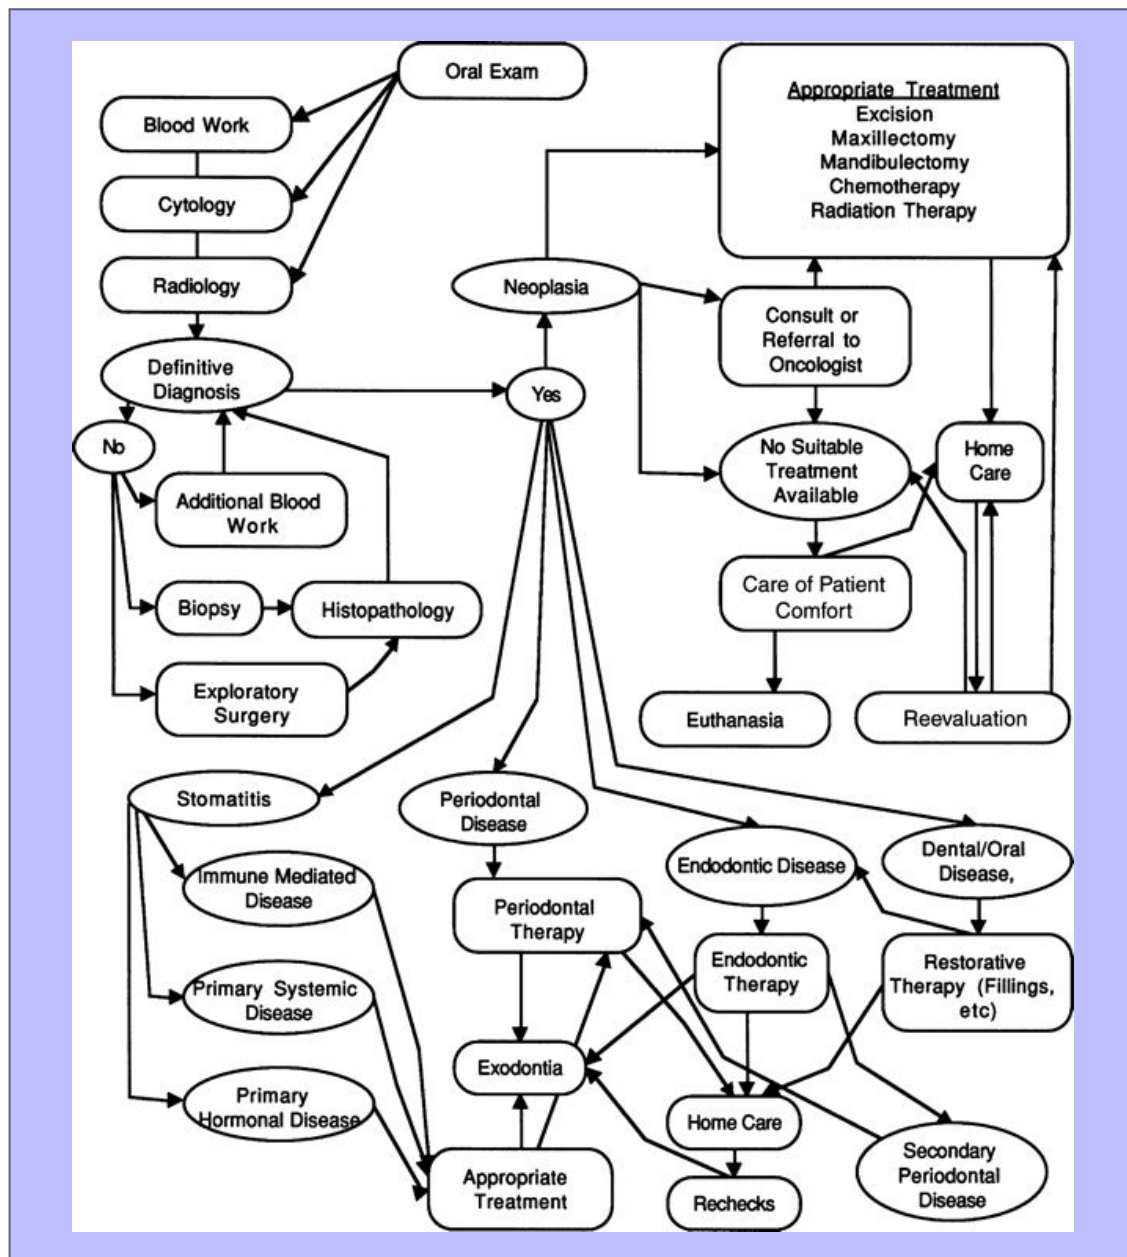 Oral Exam
Blood Work
Cytology
Radiology
Definitive
Diagnosis
No
Additional Blood
Work
Biopsy
Histopathology
Exploratory
Surgery
Yes
Neoplasia
Appropriate Treatment
Excision
Maxillectomy
Mandibulectomy
Chemotherapy
Radiation Therapy
Consult or
Referral to
Oncologist
No Suitable
Treatment
Available
Home
Care
Care of Patient
Comfort
Euthanasia
Reevaluation
Stomatitis
Immune Mediated
Disease
Primary Systemic
Disease
Primary
Hormonal Disease
Appropriate
Treatment
Periodontal
Disease
Periodontal
Therapy
Exodontia
Endodontic Disease
Endodontic
Therapy
Home Care
Rechecks
Dental/Oral
Disease,
Restorative
Therapy (Fillings,
etc)
Secondary
Periodontal
Disease